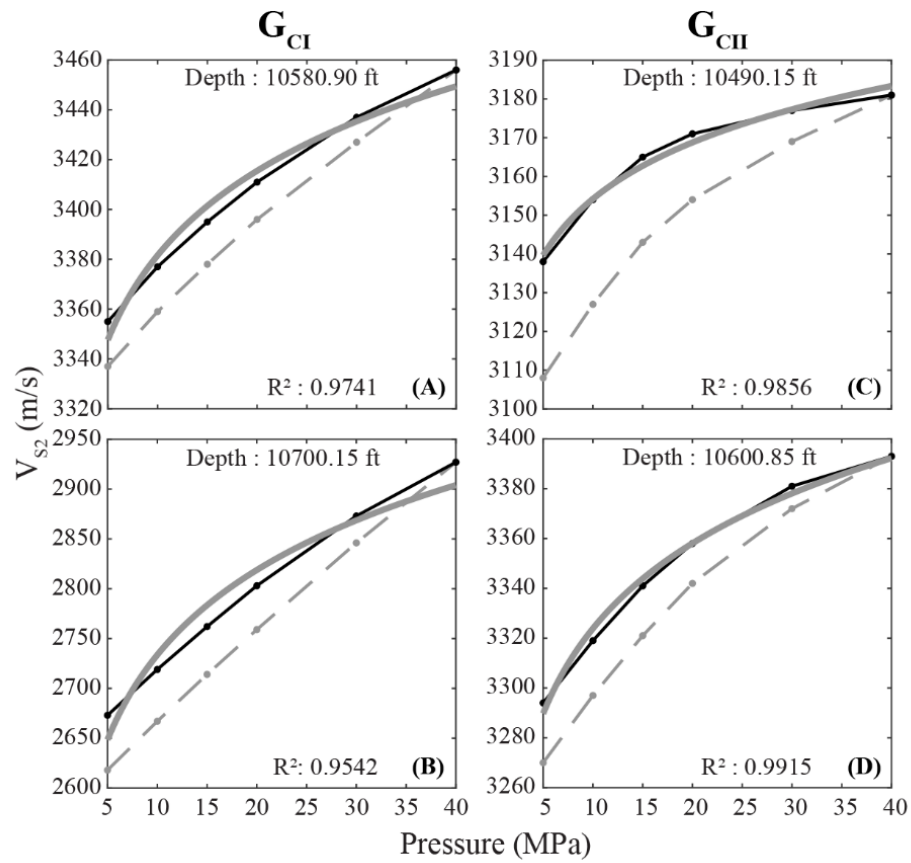 G_CI
G_CII
3460
3440
3420
3400
3380
3360
3340
3320
Depth : 10580.90 ft
R² : 0.9741 (A)
3190
3180
3170
3160
3150
3140
3130
3120
3110
3100
Depth : 10490.15 ft
R² : 0.9856 (C)
V_S2 (m/s)
2950
2900
2850
2800
2750
2700
2650
2600
Depth : 10700.15 ft
R²: 0.9542 (B)
5 10 15 20 25 30 35 40
3400
3380
3360
3340
3320
3300
3280
3260
Depth : 10600.85 ft
R² : 0.9915 (D)
5 10 15 20 25 30 35 40
Pressure (MPa)